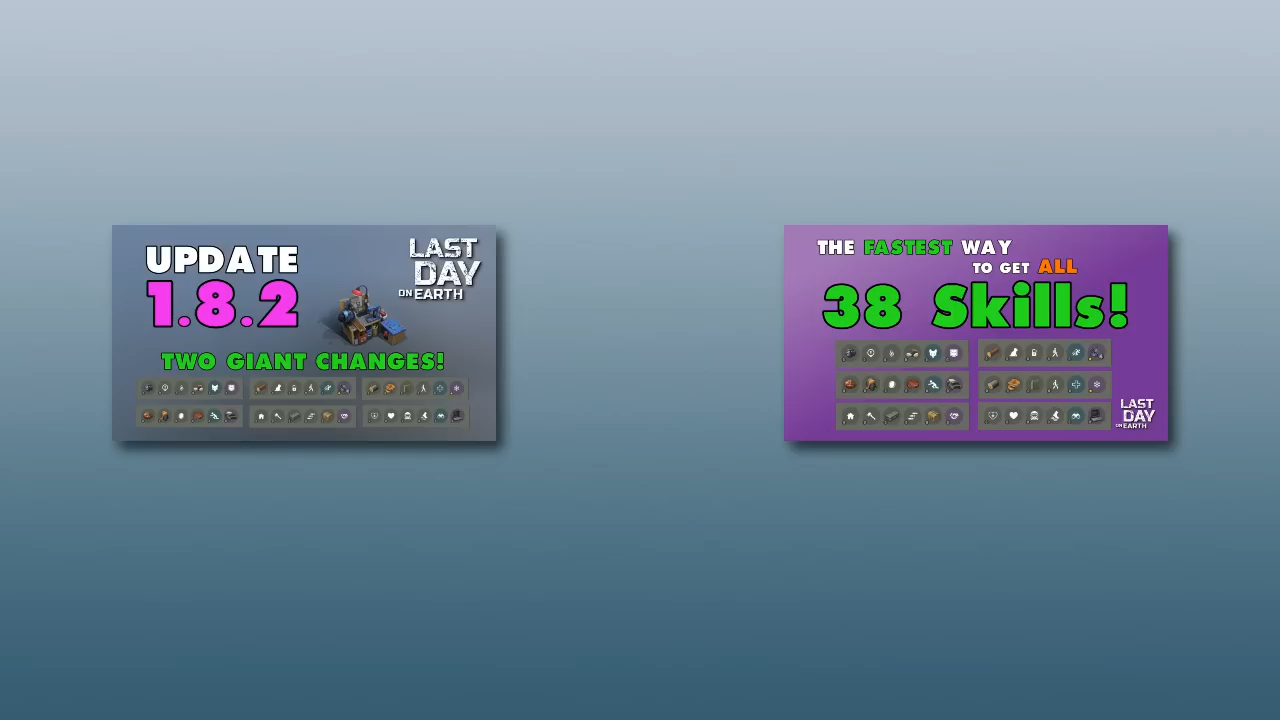 UPDATE
1.8.2
TWO GIANT CHANGES!
LAST
DAY
ON EARTH
THE FASTEST WAY
TO GET ALL
38 Skills!
LAST
DAY
ON EARTH